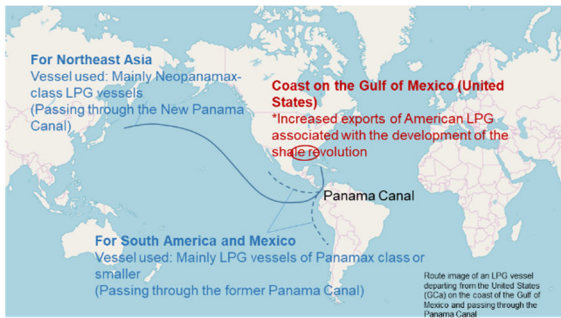 For Northeast Asia
Vessel used: Mainly Neopanamax-
class LPG vessels
(Passing through the New Panama
Canal)
Coast on the Gulf of Mexico (United
States)
*Increased exports of American LPG
associated with the development of the
shale revolution
Panama Canal
For South America and Mexico
Vessel used: Mainly LPG vessels of Panamax class or
smaller
(Passing through the former Panama Canal)
Route image of an LPG vessel
departing from the United States
(GCa) on the coast of the Gulf of
Mexico and passing through the
Panama Canal